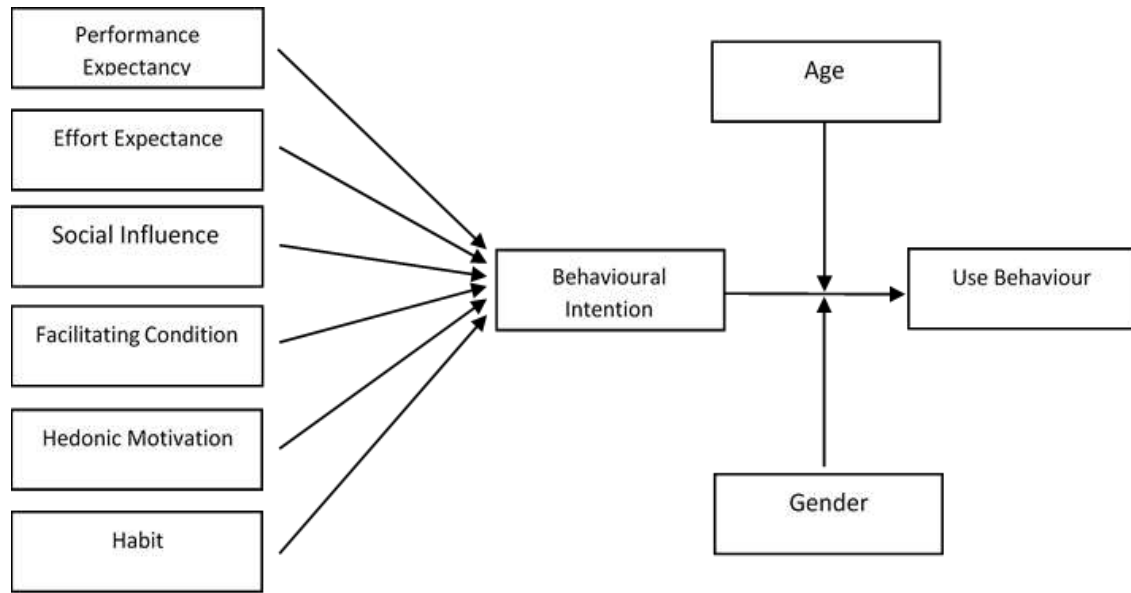 Performance
Expectancy
Effort Expectance
Social Influence
Facilitating Condition
Hedonic Motivation
Habit
Behavioural
Intention
Age
Gender
Use Behaviour